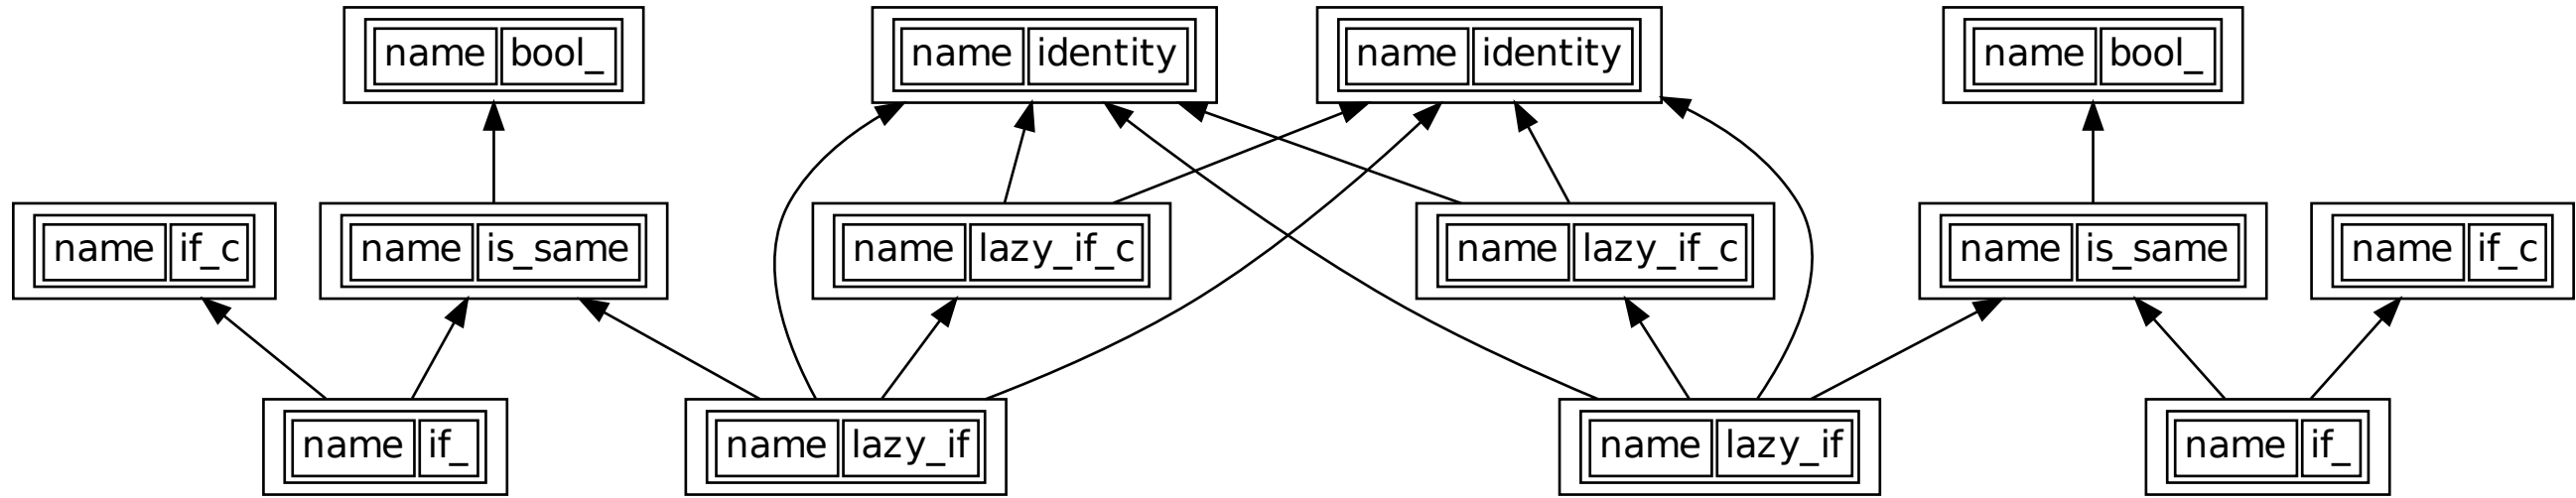 name bool_
name identity
name identity
name bool_
name if_c
name is_same
name lazy_if_c
name lazy_if_c
name is_same
name if_c
name if_
name lazy_if
name lazy_if
name if_